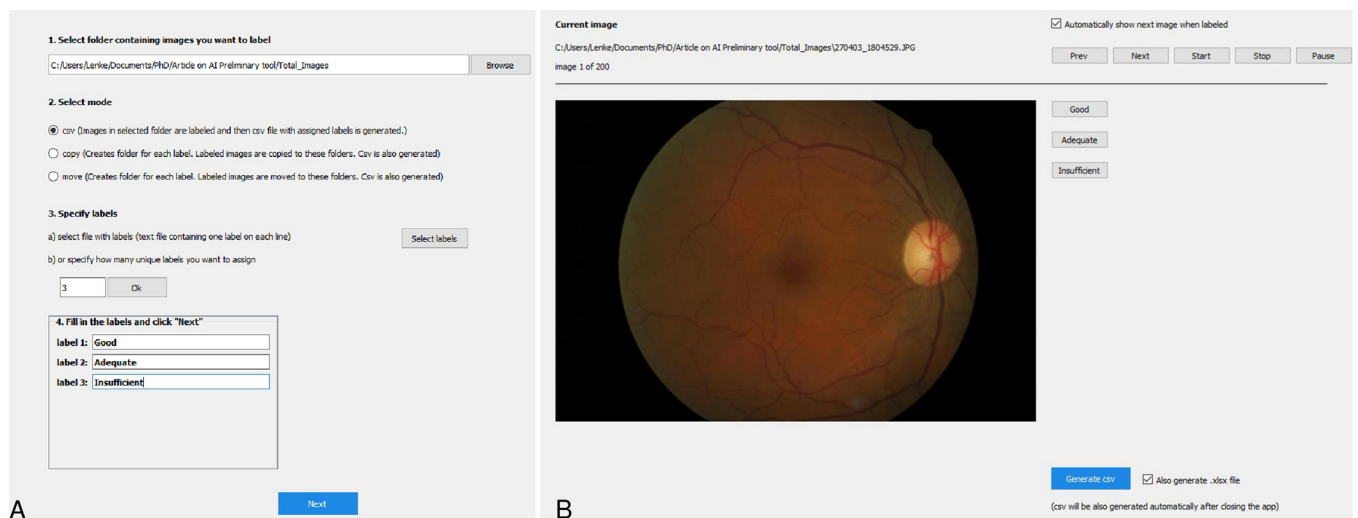 1. Select folder containing images you want to label
C:/Users/Lenke/Documents/PhD/Article on AI Preliminary tool/Total_Images
Browse
2. Select mode
csv (Images in selected folder are labeled and then csv file with assigned labels is generated.)
copy (Creates folder for each label. Labeled images are copied to these folders. Csv is also generated)
move (Creates folder for each label. Labeled images are moved to these folders. Csv is also generated)
3. Specify labels
a) select file with labels (text file containing one label on each line)
Select labels
b) or specify how many unique labels you want to assign
3
Ok
4. Fill in the labels and click "Next"
label 1: Good
label 2: Adequate
label 3: Insufficient
Next
A
Current image
C:/Users/Lenke/Documents/PhD/Article on AI Preliminary tool/Total_Images\270403_1804529.JPG
image 1 of 200
Automatically show next image when labeled
Prev Next Start Stop Pause
Good
Adequate
Insufficient
Generate csv
Also generate .xlsx file
(csv will be also generated automatically after closing the app)
B